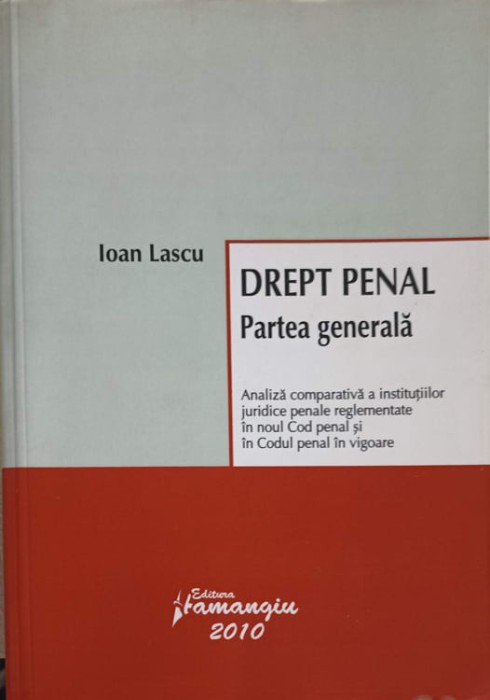 Ioan Lascu
DREPT PENAL
Partea generală
Analiză comparativă a instituțiilor
juridice penale reglementate
în noul Cod penal și
în Codul penal în vigoare
Editura
Hamangiu
2010